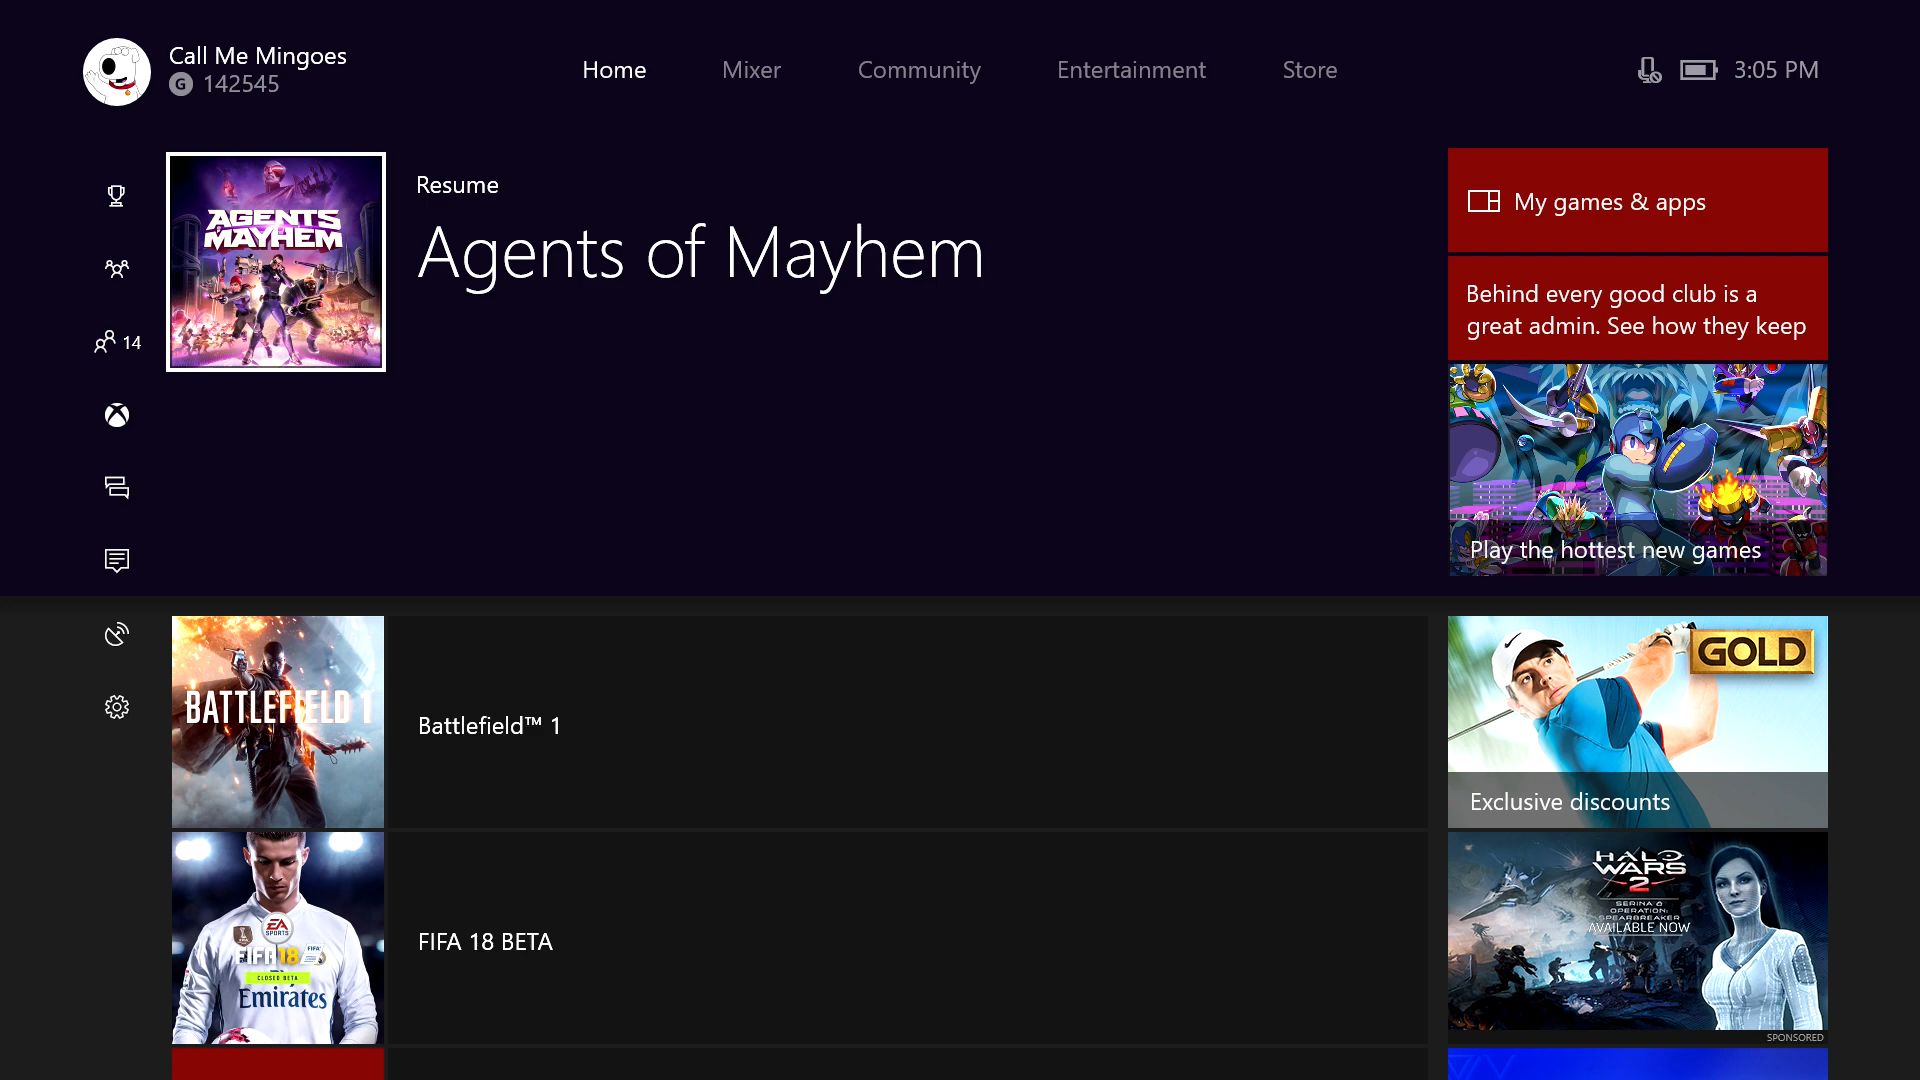 Call Me Mingoes
G 142545
Home
Mixer
Community
Entertainment
Store
3:05 PM
AGENTS
OF
MAYHEM
Resume
Agents of Mayhem
My games & apps
Behind every good club is a
great admin. See how they keep
14
Play the hottest new games
BATTLEFIELD 1
Battlefield™ 1
GOLD
Exclusive discounts
EA
SPORTS
FIFA 18
FIFA
CLOSED BETA
Fly
Emirates
FIFA 18 BETA
HALO
WARS
2
SERINA &
OPERATION:
SPEARBREAKER
AVAILABLE NOW
SPONSORED